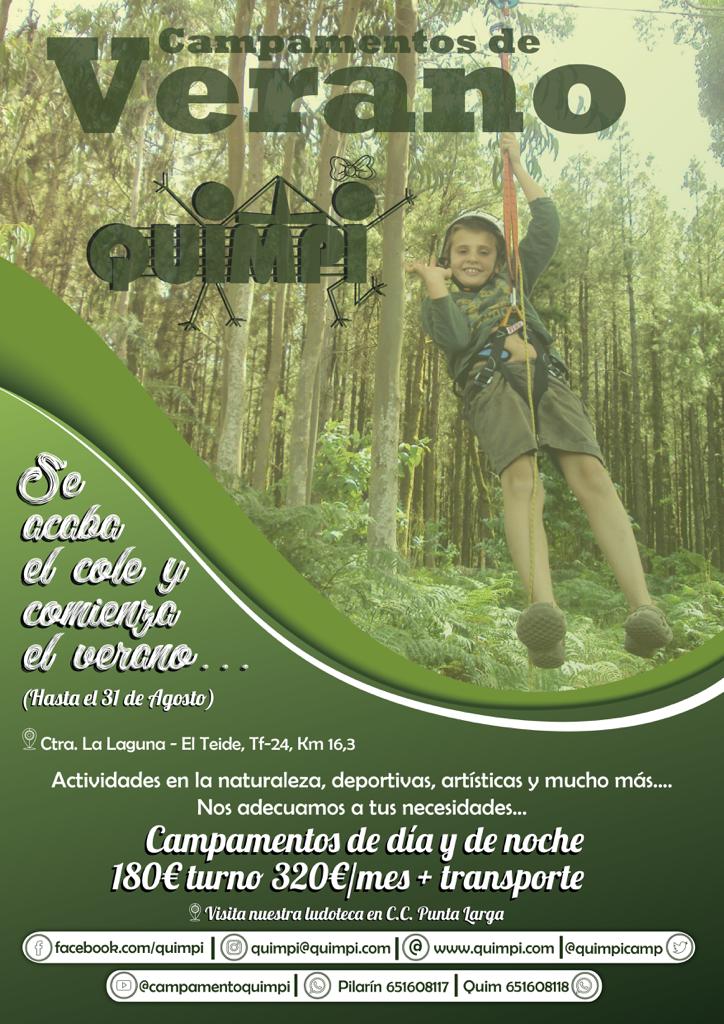 Campamentos de
Verano
QUIMPI
Se
acaba
el cole y
comienza
el verano...
(Hasta el 31 de Agosto)
Ctra. La Laguna - El Teide, Tf-24, Km 16,3
Actividades en la naturaleza, deportivas, artísticas y mucho más....
Nos adecuamos a tus necesidades...
Campamentos de día y de noche
180€ turno 320€/mes + transporte
Visita nuestra ludoteca en C.C. Punta Larga
facebook.com/quimpi | quimpi@quimpi.com | @ www.quimpi.com | @quimpicamp
@campamentoquimpi | Pilarín 651608117 | Quim 651608118